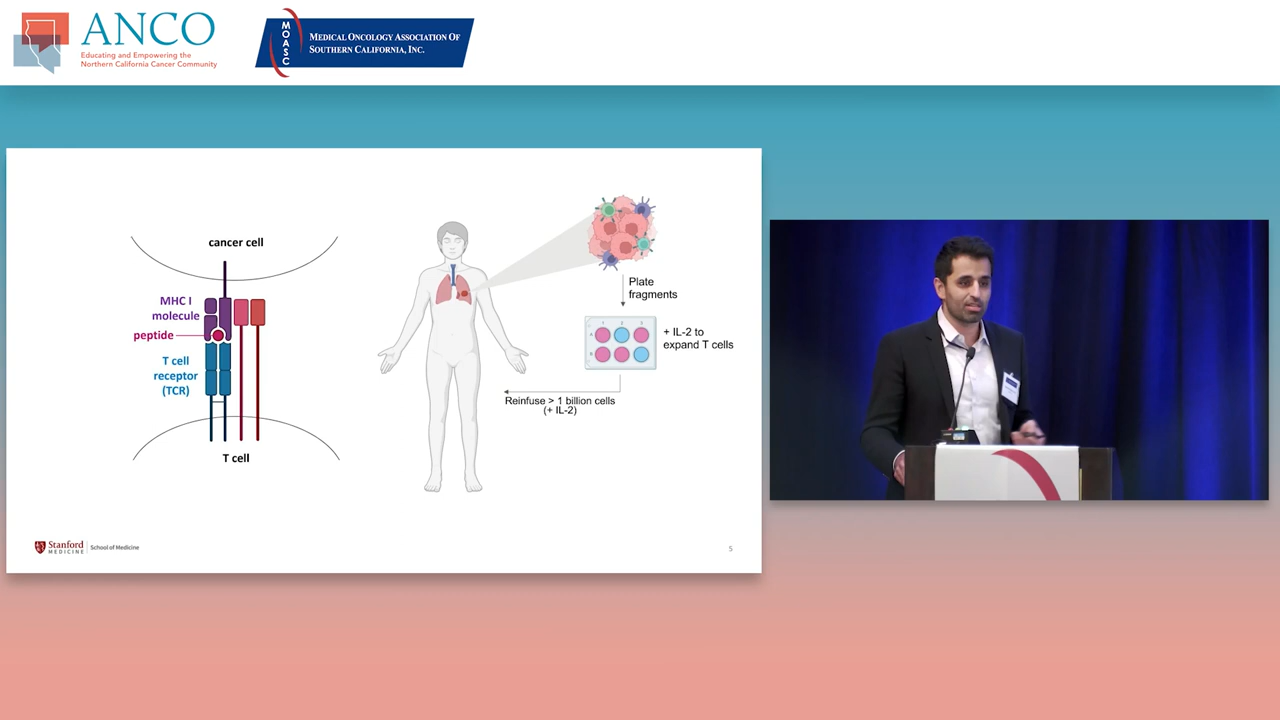 ANCO
Educating and Empowering the
Northern California Cancer Community
MOASC
MEDICAL ONCOLOGY ASSOCIATION OF
SOUTHERN CALIFORNIA, INC.
cancer cell
MHC I
molecule
peptide
T cell
receptor
(TCR)
T cell
Plate
fragments
+ IL-2 to
expand T cells
Reinfuse > 1 billion cells
(+ IL-2)
Stanford
MEDICINE
School of Medicine
5